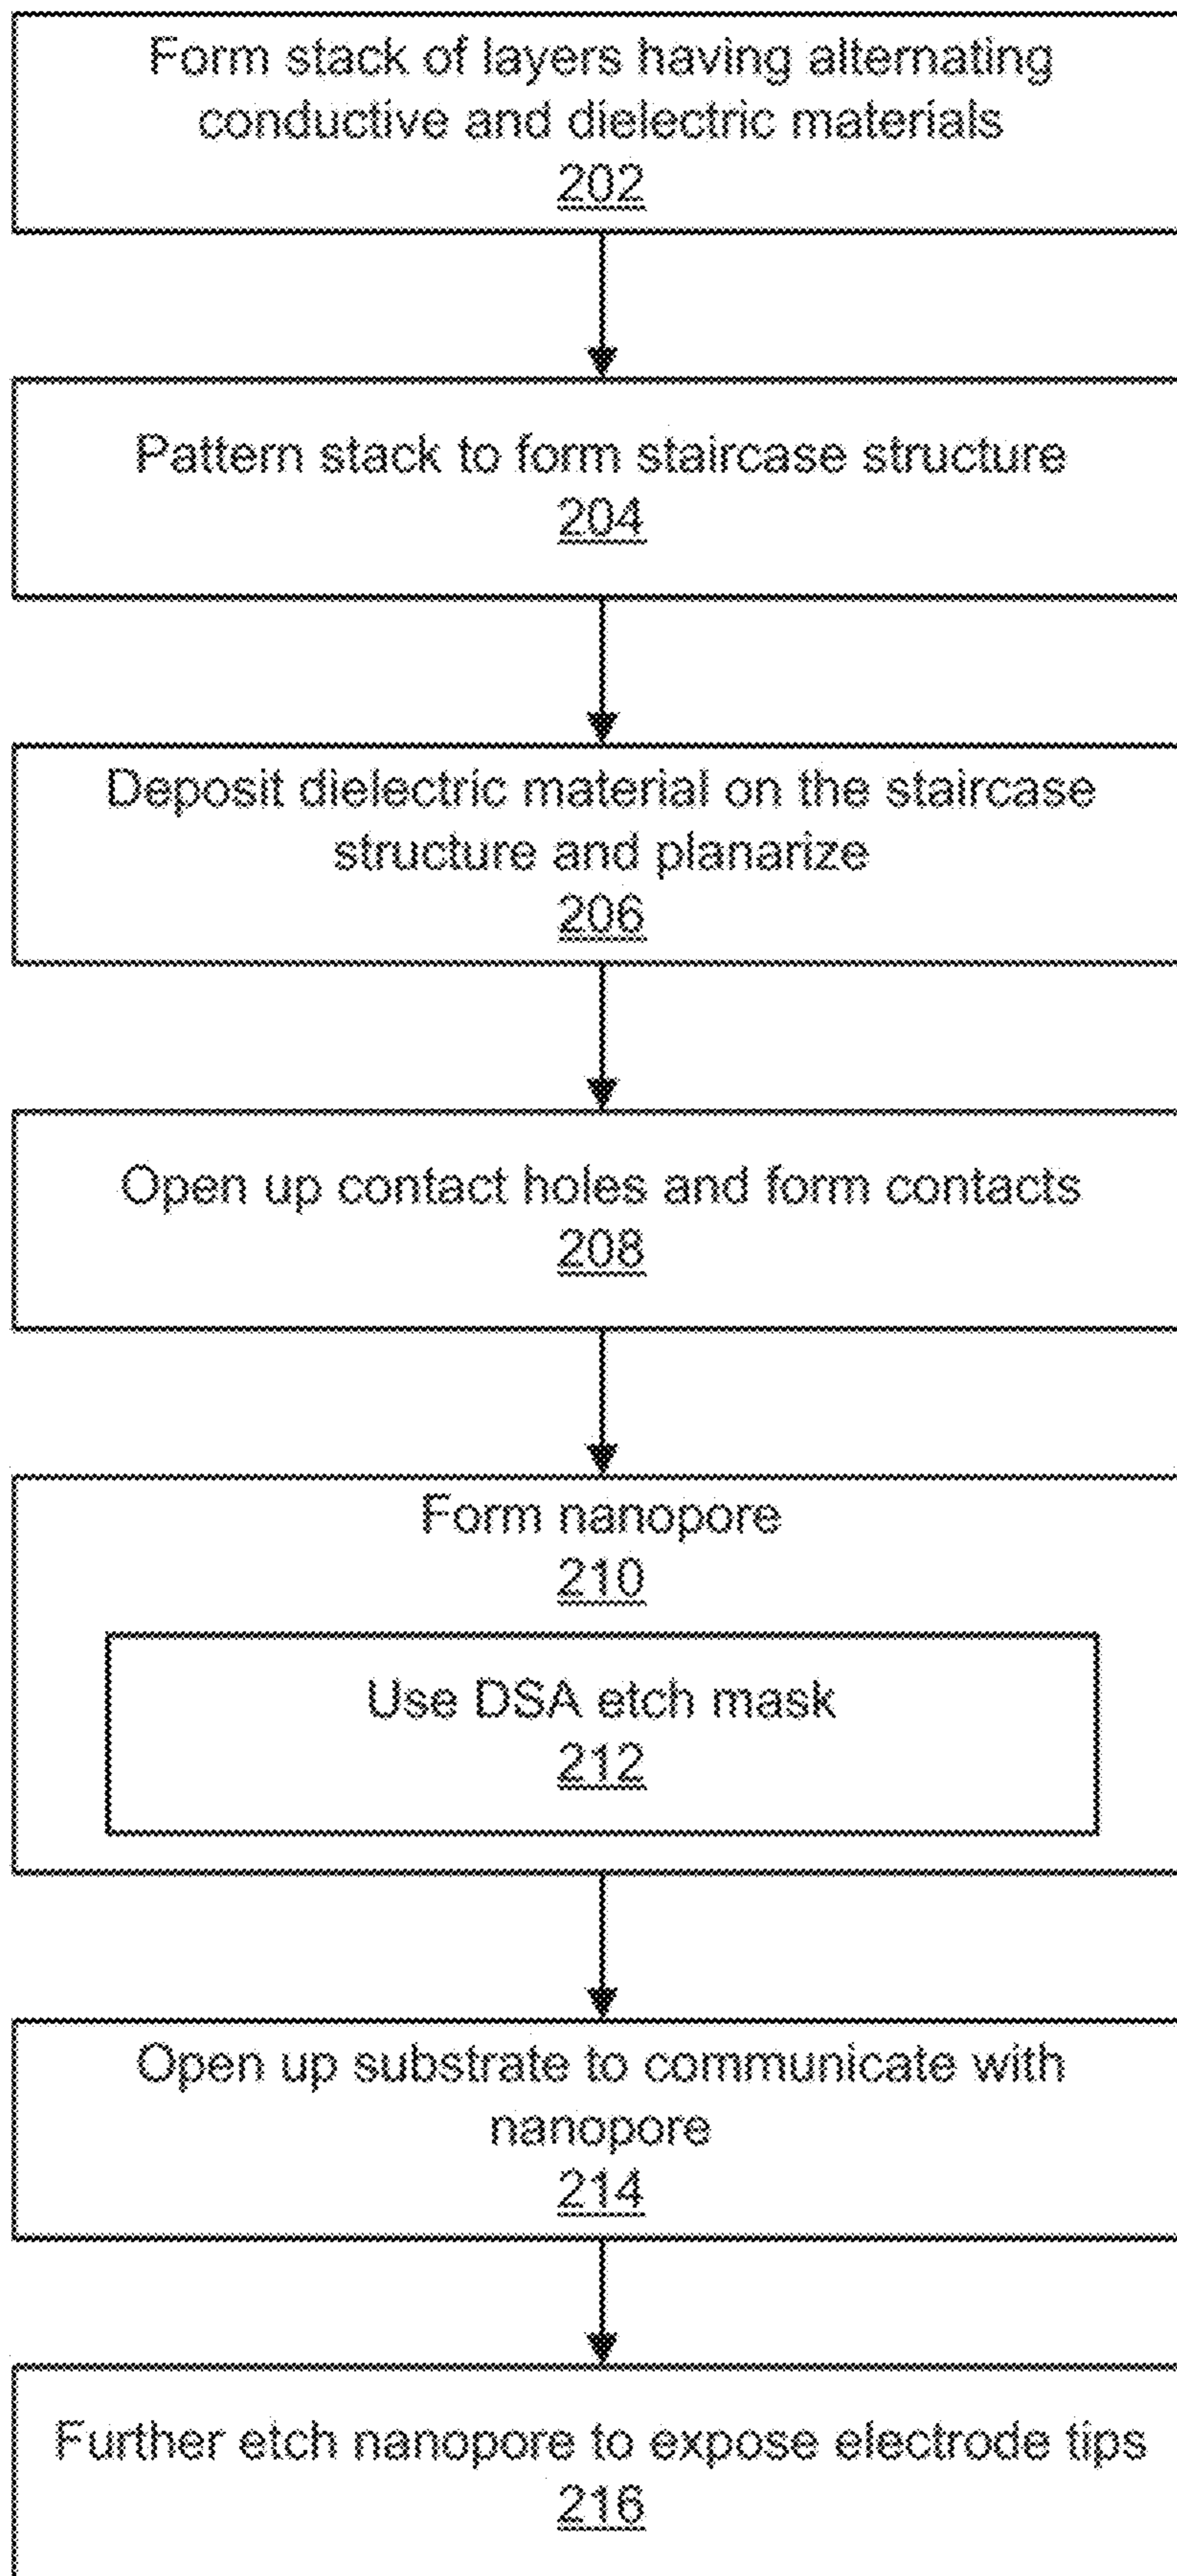 Form stack of layers having alternating
conductive and dielectric materials
202
Pattern stack to form staircase structure
204
Deposit dielectric material on the staircase
structure and planarize
206
Open up contact holes and form contacts
208
Form nanopore
210
Use DSA etch mask
212
Open up substrate to communicate with
nanopore
214
Further etch nanopore to expose electrode tips
216